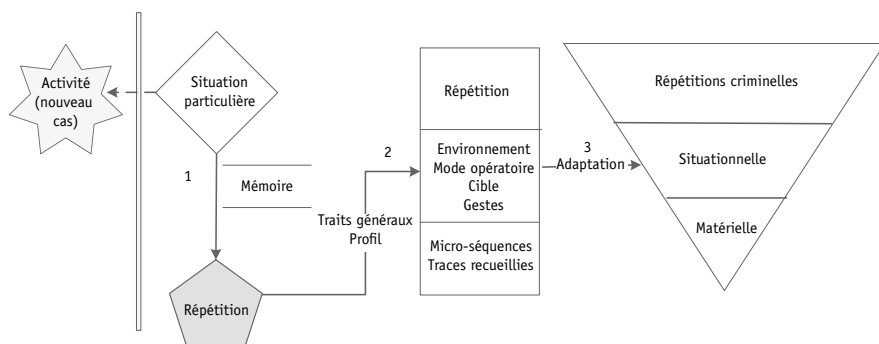 Activité
(nouveau
cas)
Situation
particulière
1
Mémoire
Répétition
Traits généraux
Profil
2
Répétition
Environnement
Mode opératoire
Cible
Gestes
Micro-séquences
Traces recueillies
3
Adaptation
Répétitions criminelles
Situationnelle
Matérielle